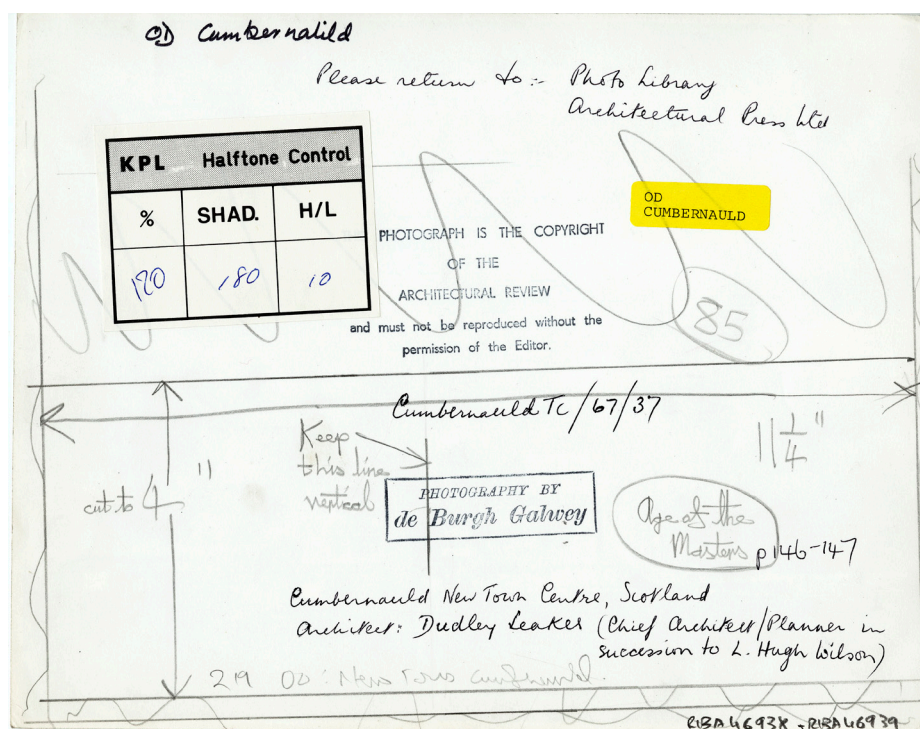 OD Cumbernauld
Please return to :- Photo Library
Architectural Press Ltd
KPL Halftone Control
% SHAD. H/L
120 180 10
OD
CUMBERNAULD
PHOTOGRAPH IS THE COPYRIGHT
OF THE
ARCHITECTURAL REVIEW
and must not be reproduced without the
permission of the Editor.
85
Cumbernauld TC/67/37
Keep
this line
vertical
11 1/4"
cut to 4"
PHOTOGRAPHY BY
de Burgh Galwey
Age of the
Masters p146-147
Cumbernauld New Town Centre, Scotland
Architect: Dudley Leaker (Chief Architect/Planner in
succession to L. Hugh Wilson)
219 OD: New Town
RIBA46938 - RIBA46939